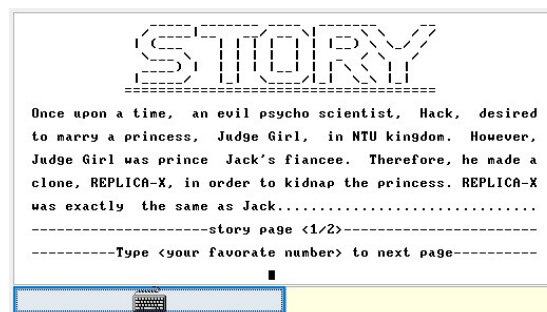 STORY
Once upon a time, an evil psycho scientist, Hack, desired
to marry a princess, Judge Girl, in NTU kingdom. However,
Judge Girl was prince Jack's fiancee. Therefore, he made a
clone, REPLICA-X, in order to kidnap the princess. REPLICA-X
was exactly the same as Jack..............................
--------------------story page <1/2>----------------------
----------Type <your favorate number> to next page----------